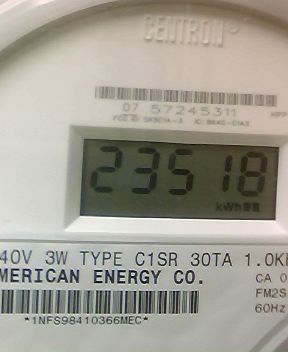 CENTRON®
07 57245311
23518
kWh
40V 3W TYPE C1SR 30TA 1.0K
MERICAN ENERGY CO.
CA 0
FM2S
60Hz
*1NFS98410366MEC*